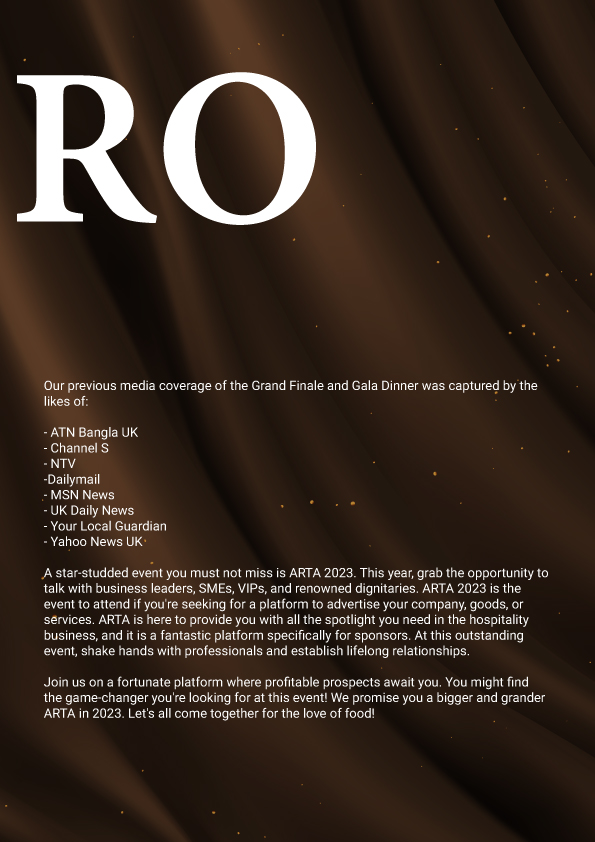 RO
Our previous media coverage of the Grand Finale and Gala Dinner was captured by the
likes of:
- ATN Bangla UK
- Channel S
- NTV
-Dailymail
- MSN News
- UK Daily News
- Your Local Guardian
- Yahoo News UK
A star-studded event you must not miss is ARTA 2023. This year, grab the opportunity to
talk with business leaders, SMEs, VIPs, and renowned dignitaries. ARTA 2023 is the
event to attend if you're seeking for a platform to advertise your company, goods, or
services. ARTA is here to provide you with all the spotlight you need in the hospitality
business, and it is a fantastic platform specifically for sponsors. At this outstanding
event, shake hands with professionals and establish lifelong relationships.
Join us on a fortunate platform where profitable prospects await you. You might find
the game-changer you're looking for at this event! We promise you a bigger and grander
ARTA in 2023. Let's all come together for the love of food!